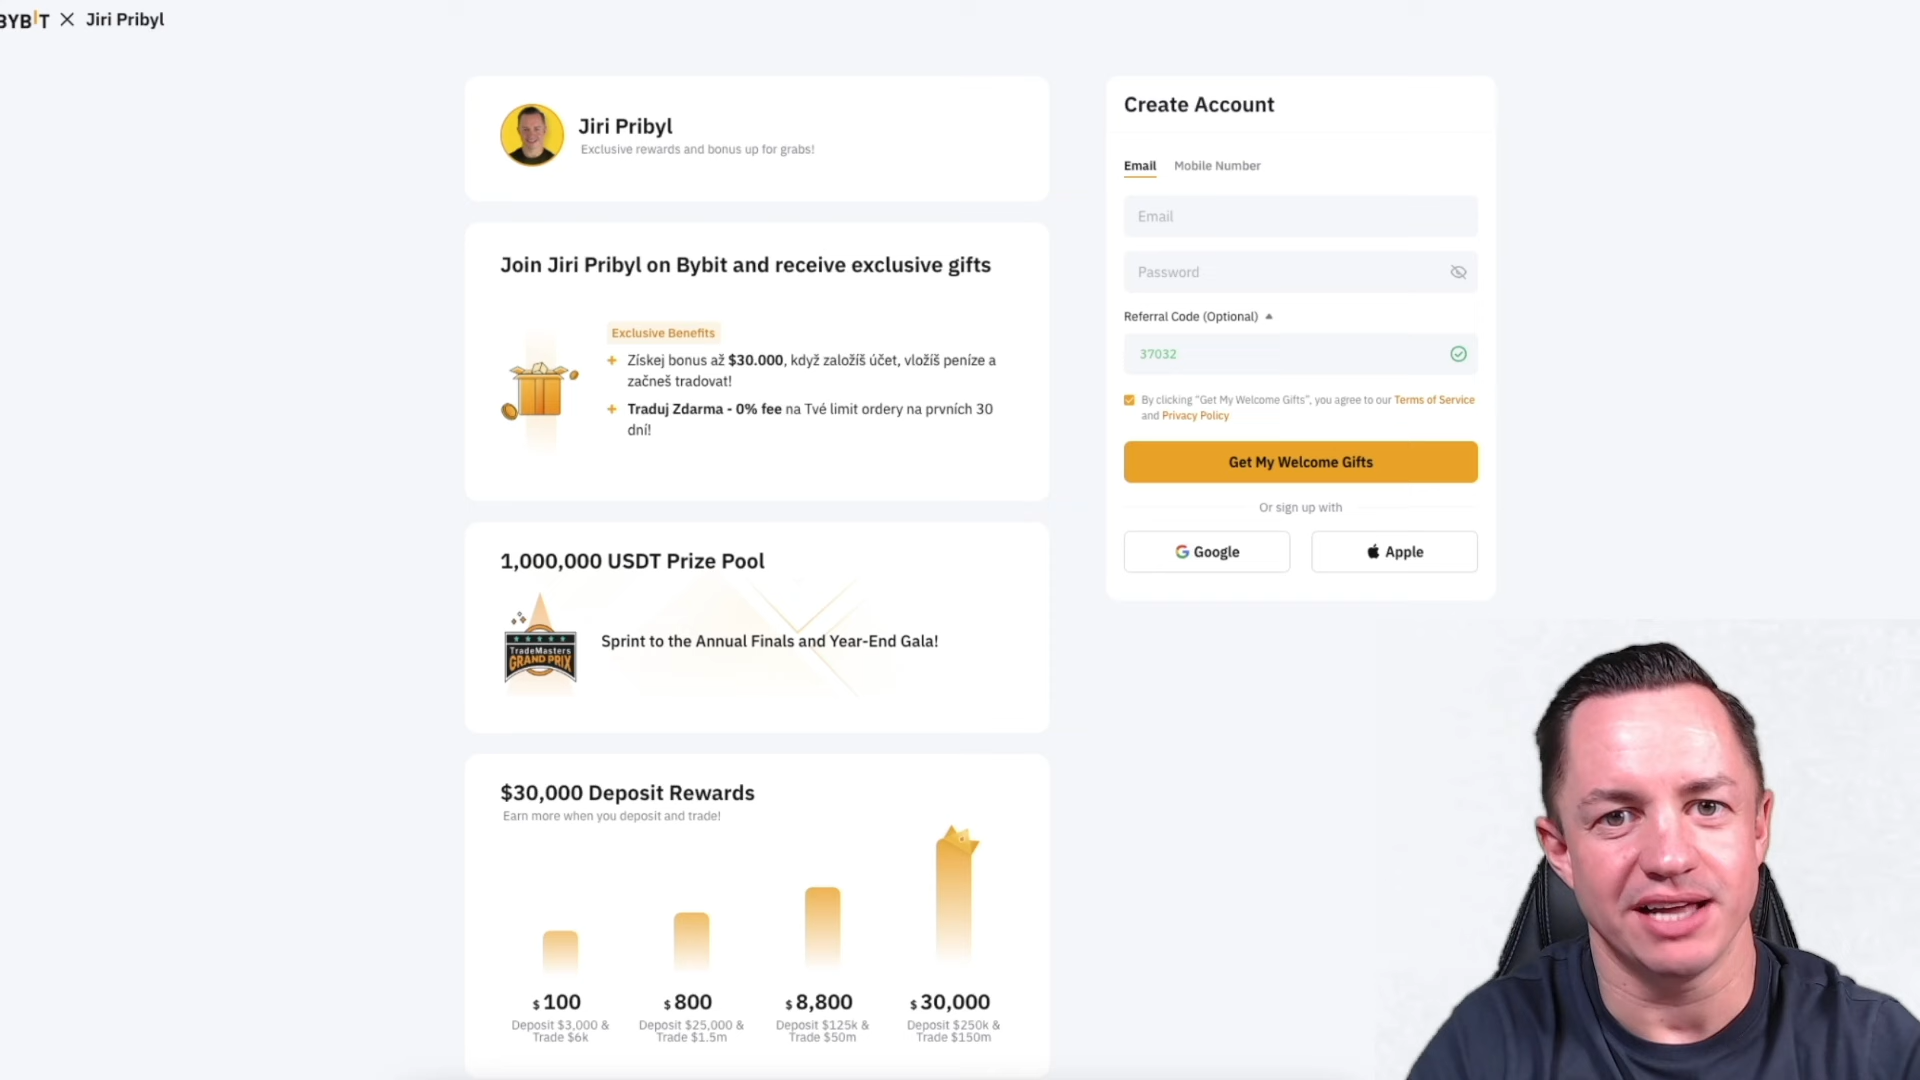 BYBIT X Jiri Pribyl
Jiri Pribyl
Exclusive rewards and bonus up for grabs!
Join Jiri Pribyl on Bybit and receive exclusive gifts
Exclusive Benefits
Získej bonus až $30.000, když založíš účet, vložíš peníze a
začneš tradovat!
Traduj Zdarma - 0% fee na Tvé limit ordery na prvních 30
dní!
1,000,000 USDT Prize Pool
TradeMasters
GRAND PRIX
Sprint to the Annual Finals and Year-End Gala!
$30,000 Deposit Rewards
Earn more when you deposit and trade!
$ 100
Deposit $3,000 &
Trade $6k
$ 800
Deposit $25,000 &
Trade $1.5m
$ 8,800
Deposit $125k &
Trade $50m
$ 30,000
Deposit $250k &
Trade $150m
Create Account
Email Mobile Number
Email
Password
Referral Code (Optional)
37032
By clicking “Get My Welcome Gifts”, you agree to our Terms of Service
and Privacy Policy
Get My Welcome Gifts
Or sign up with
Google
Apple